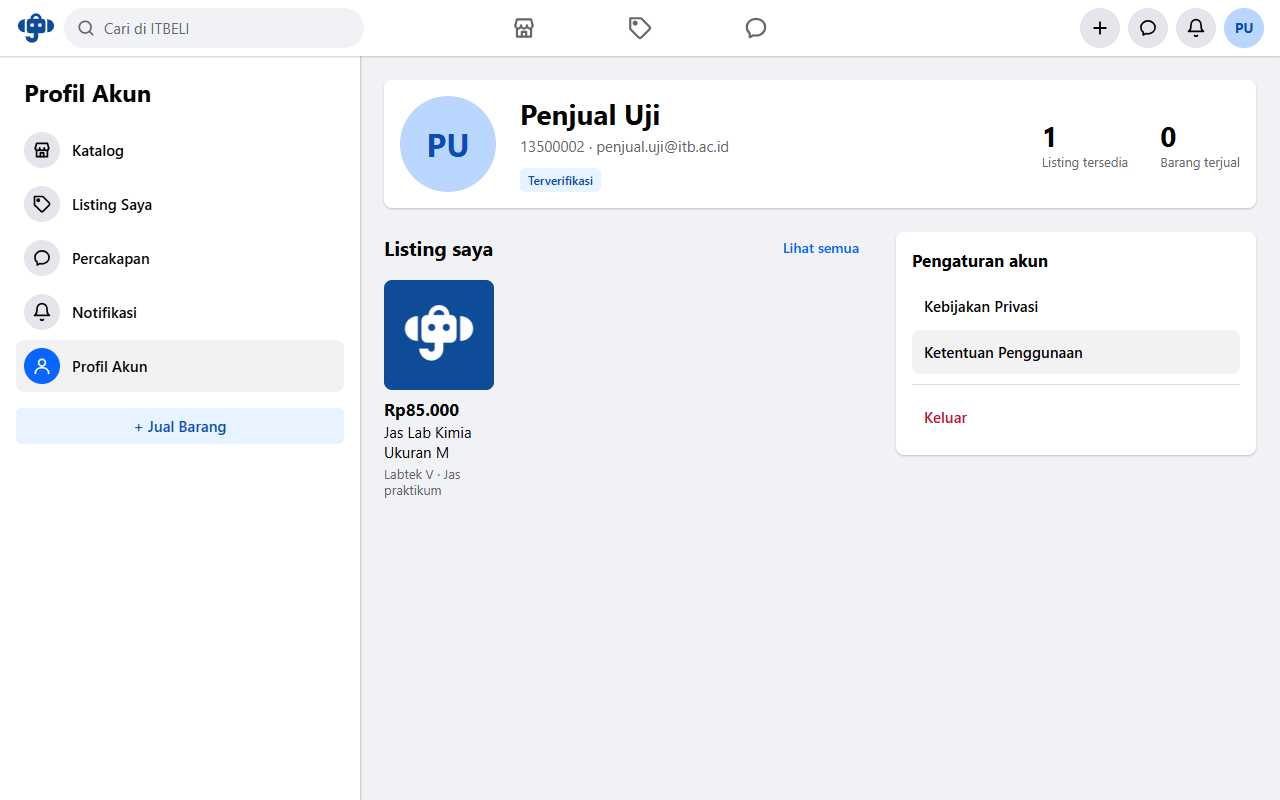 Cari di ITBELI
PU
Profil Akun
Katalog
Listing Saya
Percakapan
Notifikasi
Profil Akun
+ Jual Barang
PU
Penjual Uji
13500002 · penjual.uji@itb.ac.id
Terverifikasi
1
Listing tersedia
0
Barang terjual
Listing saya
Lihat semua
Rp85.000
Jas Lab Kimia
Ukuran M
Labtek V · Jas
praktikum
Pengaturan akun
Kebijakan Privasi
Ketentuan Penggunaan
Keluar